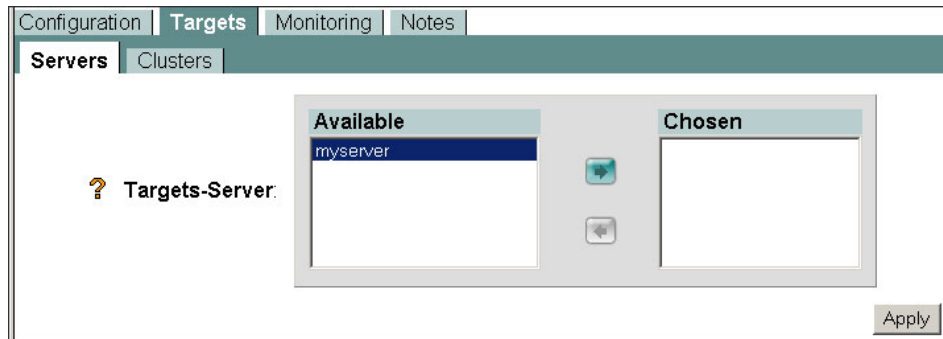 Configuration Targets Monitoring Notes
Servers Clusters
Available Chosen
myserver
? Targets-Server:
Apply